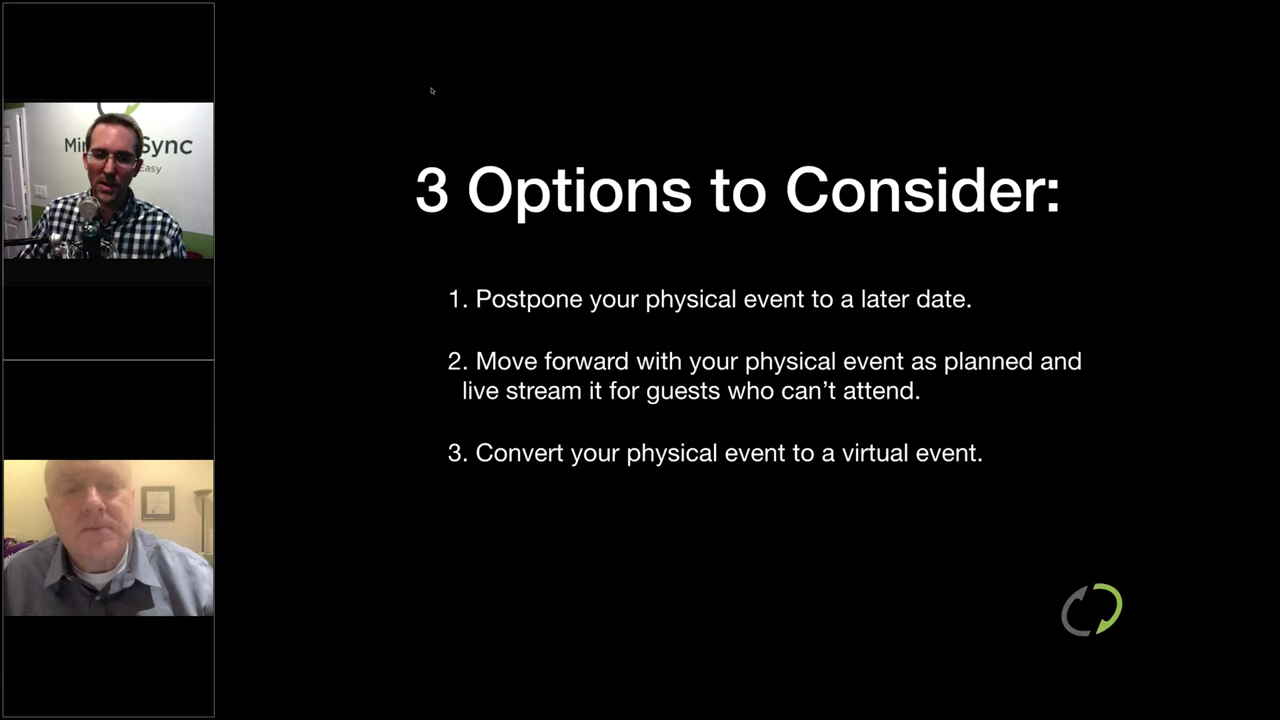 Sync
Easy
3 Options to Consider:
1. Postpone your physical event to a later date.
2. Move forward with your physical event as planned and
live stream it for guests who can’t attend.
3. Convert your physical event to a virtual event.